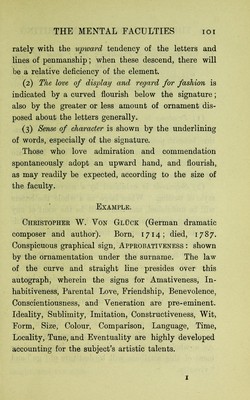 THE MENTAL FACULTIES 101
rately with the upward tendency of the letters and
lines of penmanship; when these descend, there will
be a relative deficiency of the element.
(2) The love of display and regard for fashion is
indicated by a curved flourish below the signature;
also by the greater or less amount of ornament dis-
posed about the letters generally.
(3) Sense of character is shown by the underlining
of words, especially of the signature.
Those who love admiration and commendation
spontaneously adopt an upward hand, and flourish,
as may readily be expected, according to the size of
the faculty.
EXAMPLE.
CHRISTOPHER W. VON GLÜCK (German dramatic
composer and author). Born, 1714; died, 1787.
Conspicuous graphical sign, APPROBATIVENESS: shown
by the ornamentation under the surname. The law
of the curve and straight line presides over this
autograph, wherein the signs for Amativeness, In-
habitiveness, Parental Love, Friendship, Benevolence,
Conscientiousness, and Veneration are pre-eminent.
Ideality, Sublimity, Imitation, Constructiveness, Wit,
Form, Size, Colour, Comparison, Language, Time,
Locality, Tune, and Eventuality are highly developed
accounting for the subject's artistic talents.
I